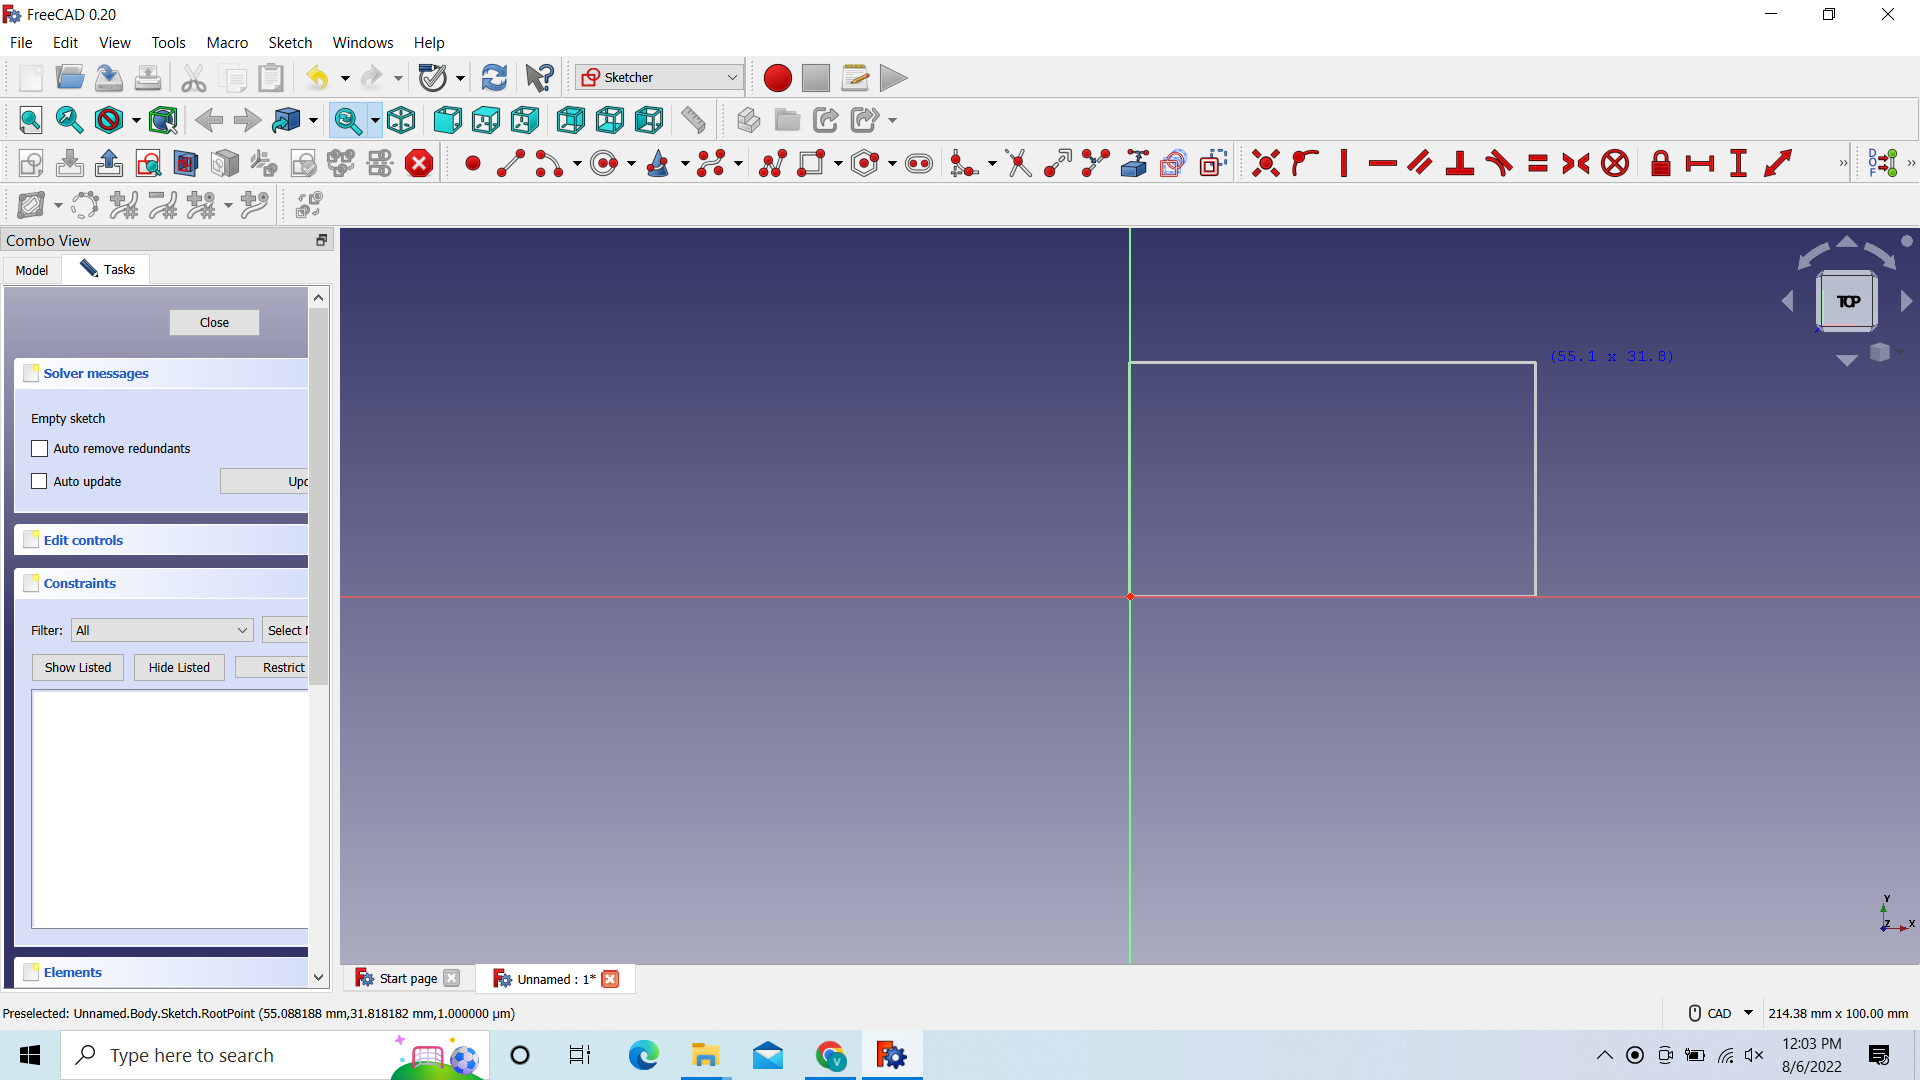 FreeCAD 0.20
File Edit View Tools Macro Sketch Windows Help
Sketcher
Combo View
Model Tasks
Close
Solver messages
Empty sketch
Auto remove redundants
Auto update Upd
Edit controls
Constraints
Filter: All Select
Show Listed Hide Listed Restrict
Elements
TOP
(55.1 x 31.8)
Y
Z X
D
O
F
Start page Unnamed : 1*
Preselected: Unnamed.Body.Sketch.RootPoint (55.088188 mm,31.818182 mm,1.000000 µm)
CAD 214.38 mm x 100.00 mm
Type here to search
V
12:03 PM
8/6/2022